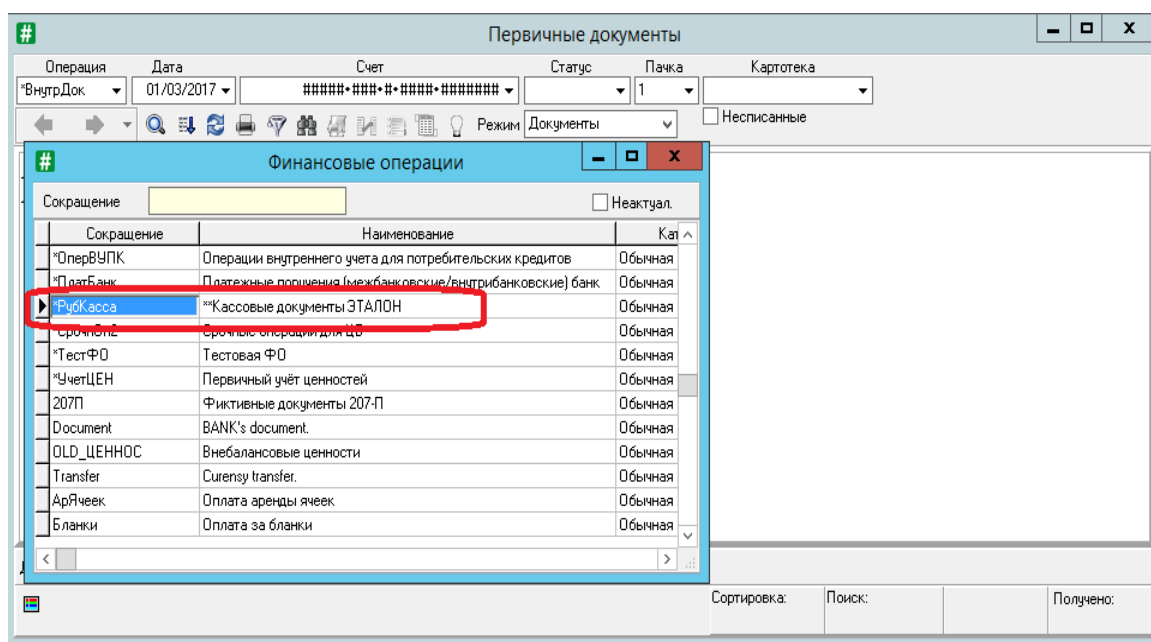 Первичные документы
Операция Дата Счет Статус Пачка Картотека
*ВнутрДок 01/03/2017 #####•###•#•####•####### 1
Режим Документы Несписанные
Финансовые операции
Сокращение Неактуал.
Сокращение Наименование Кат
*ОперВУПК Операции внутреннего учета для потребительских кредитов Обычная
*ПлатБанк Платежные поручения (межбанковские/внутрибанковские) банк Обычная
*РубКасса **Кассовые документы ЭТАЛОН Обычная
*СрочнОп2 Срочные операции для ЦБ Обычная
*ТестФО Тестовая ФО Обычная
*УчетЦЕН Первичный учёт ценностей Обычная
207П Фиктивные документы 207-П Обычная
Document BANK's document. Обычная
OLD_ЦЕННОС Внебалансовые ценности Обычная
Transfer Curensy transfer. Обычная
АрЯчеек Оплата аренды ячеек Обычная
Бланки Оплата за бланки Обычная
Сортировка: Поиск: Получено: